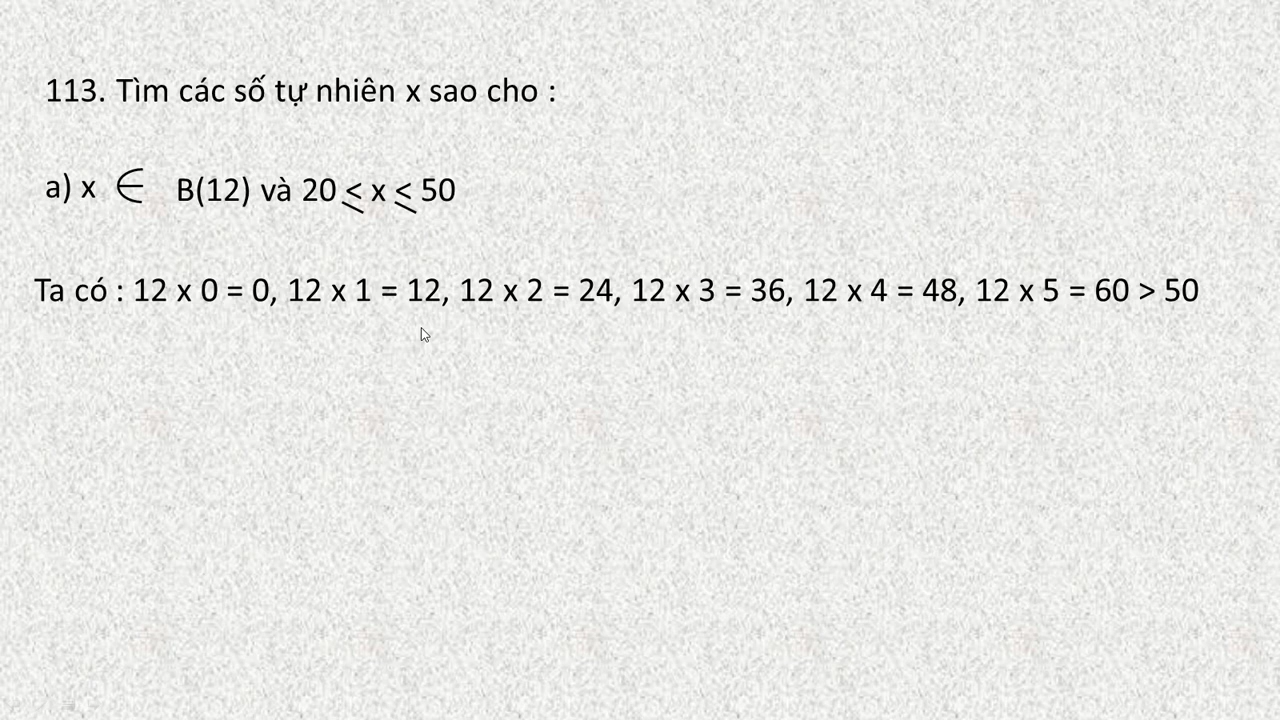 113. Tìm các số tự nhiên x sao cho :
a) x ∈ B(12) và 20 ≤ x ≤ 50
Ta có : 12 x 0 = 0, 12 x 1 = 12, 12 x 2 = 24, 12 x 3 = 36, 12 x 4 = 48, 12 x 5 = 60 > 50